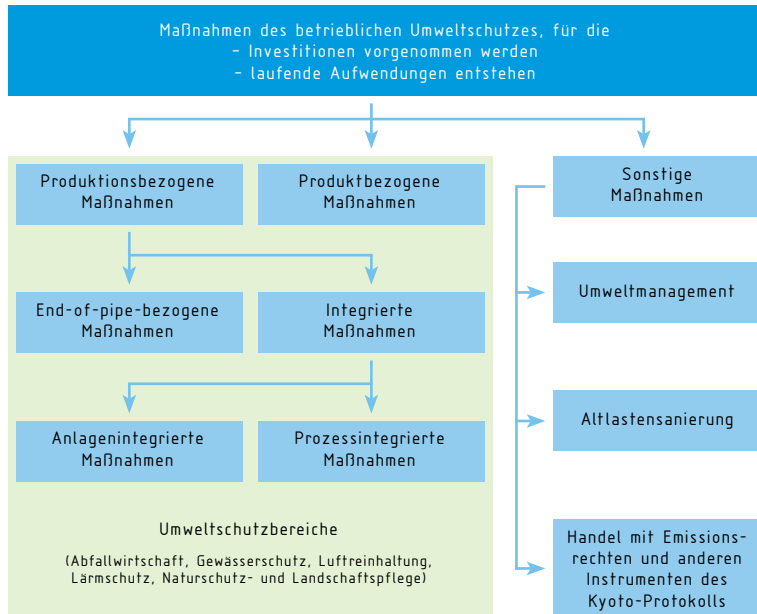 Maßnahmen des betrieblichen Umweltschutzes, für die
- Investitionen vorgenommen werden
- laufende Aufwendungen entstehen
Produktionsbezogene
Maßnahmen
Produktbezogene
Maßnahmen
Sonstige
Maßnahmen
End-of-pipe-bezogene
Maßnahmen
Integrierte
Maßnahmen
Umweltmanagement
Anlagenintegrierte
Maßnahmen
Prozessintegrierte
Maßnahmen
Altlastensanierung
Umweltschutzbereiche
(Abfallwirtschaft, Gewässerschutz, Luftreinhaltung,
Lärmschutz, Naturschutz- und Landschaftspflege)
Handel mit Emissions-
rechten und anderen
Instrumenten des
Kyoto-Protokolls